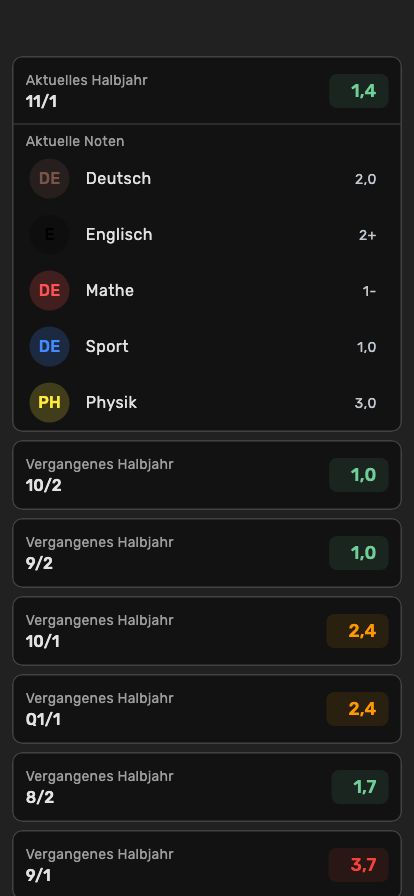 Aktuelles Halbjahr
11/1
1,4
Aktuelle Noten
DE Deutsch 2,0
E Englisch 2+
DE Mathe 1-
DE Sport 1,0
PH Physik 3,0
Vergangenes Halbjahr
10/2
1,0
Vergangenes Halbjahr
9/2
1,0
Vergangenes Halbjahr
10/1
2,4
Vergangenes Halbjahr
Q1/1
2,4
Vergangenes Halbjahr
8/2
1,7
Vergangenes Halbjahr
9/1
3,7